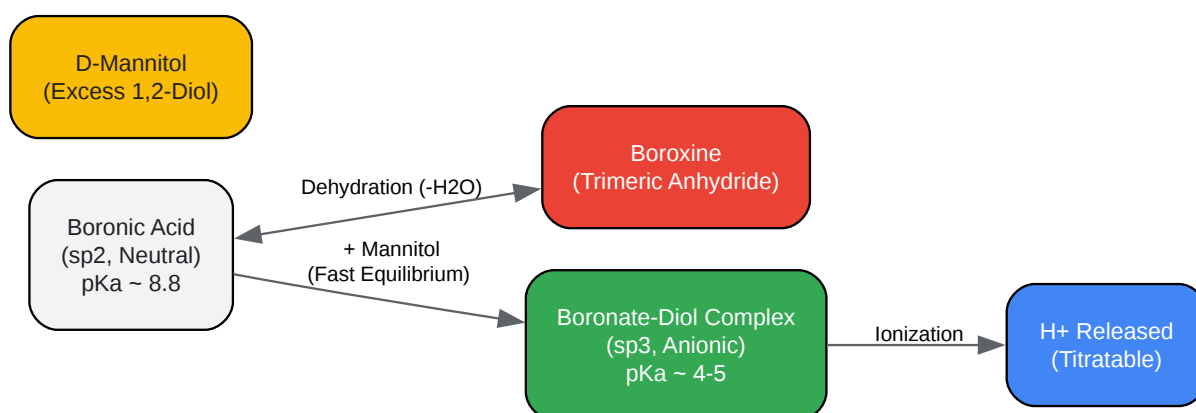 D-Mannitol
(Excess 1,2-Diol)
Boroxine
(Trimeric Anhydride)
Dehydration (-H2O)
Boronic Acid
(sp2, Neutral)
pKa ~ 8.8
+ Mannitol
(Fast Equilibrium)
Boronate-Diol Complex
(sp3, Anionic)
pKa ~ 4-5
Ionization
H+ Released
(Titratable)